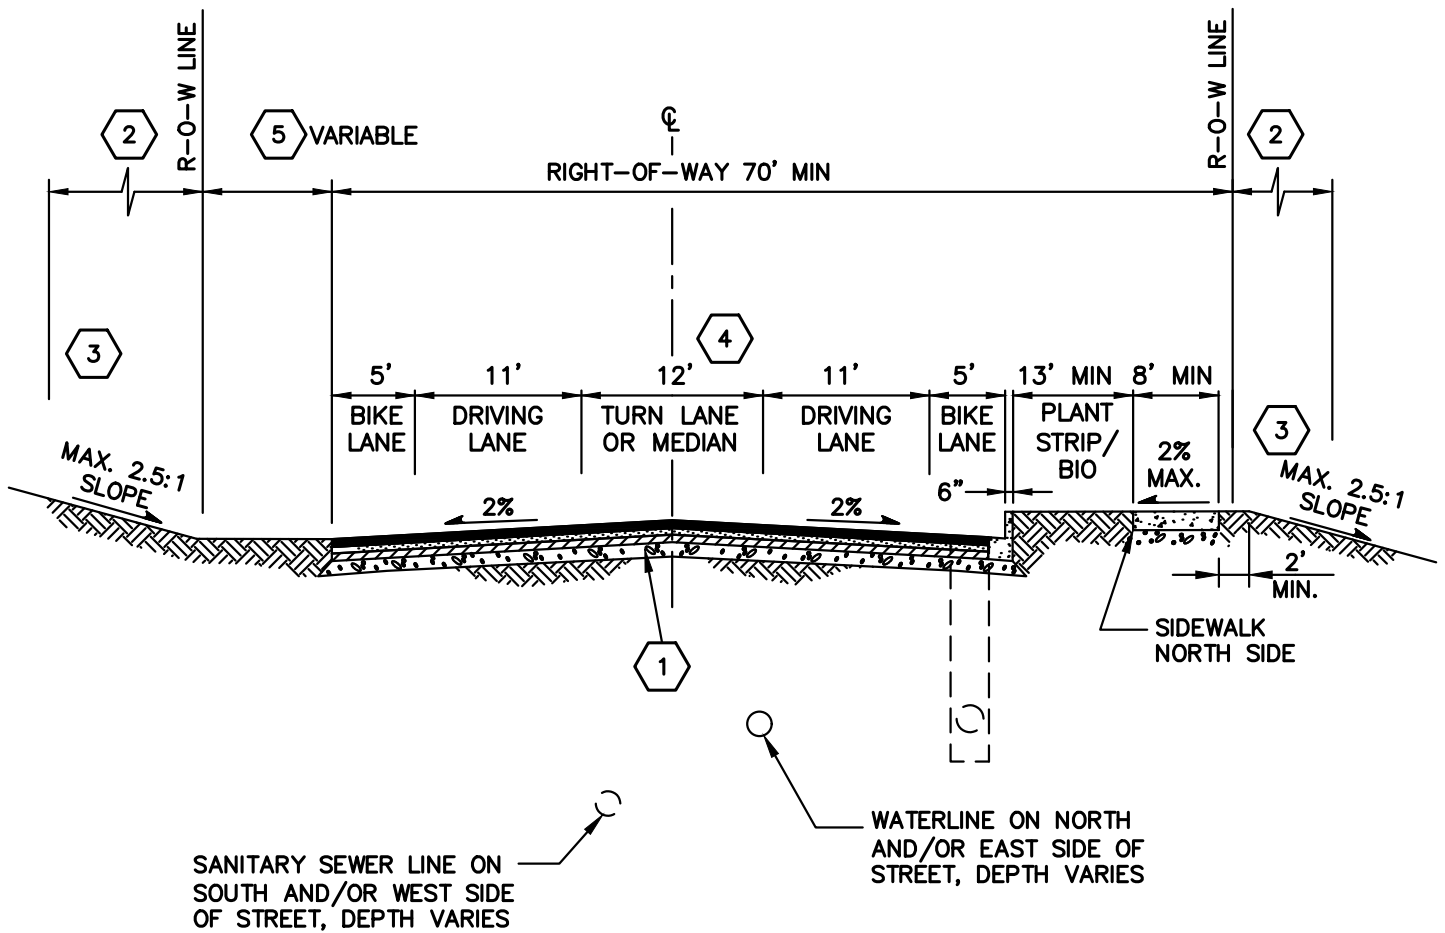 R-O-W LINE
R-O-W LINE
2
5 VARIABLE
℄
2
RIGHT-OF-WAY 70' MIN
3
4
5'
11'
12'
11'
5'
13' MIN
8' MIN
BIKE
LANE
DRIVING
LANE
TURN LANE
OR MEDIAN
DRIVING
LANE
BIKE
LANE
PLANT
STRIP/
BIO
3
2%
MAX.
MAX. 2.5:1
SLOPE
6"
MAX. 2.5:1
SLOPE
2%
2%
2'
MIN.
1
SIDEWALK
NORTH SIDE
WATERLINE ON NORTH
AND/OR EAST SIDE OF
STREET, DEPTH VARIES
SANITARY SEWER LINE ON
SOUTH AND/OR WEST SIDE
OF STREET, DEPTH VARIES